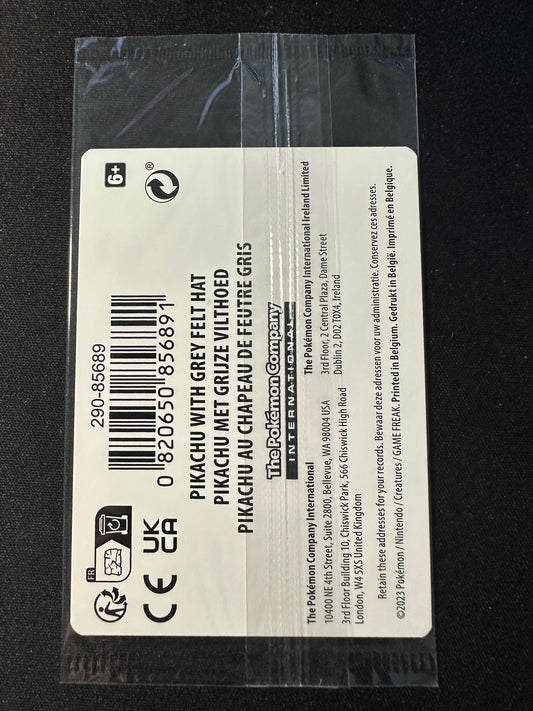 290-85689
6+
®
FR
0 820650 856891
CE
UK
CA
PIKACHU WITH GREY FELT HAT
PIKACHU MET GRIJZE VILTHOED
PIKACHU AU CHAPEAU DE FEUTRE GRIS
The Pokémon Company
INTERNATIONAL
The Pokémon Company International
10400 NE 4th Street, Suite 2800, Bellevue, WA 98004 USA
3rd Floor Building 10, Chiswick Park, 566 Chiswick High Road
London, W4 5XS United Kingdom
The Pokémon Company International Ireland Limited
3rd Floor, 2 Central Plaza, Dame Street
Dublin 2, D02 T0X4, Ireland
Retain these addresses for your records. Bewaar deze adressen voor uw administratie. Conservez ces adresses.
©2023 Pokémon / Nintendo / Creatures / GAME FREAK. Printed in Belgium. Gedrukt in België. Imprimé en Belgique.